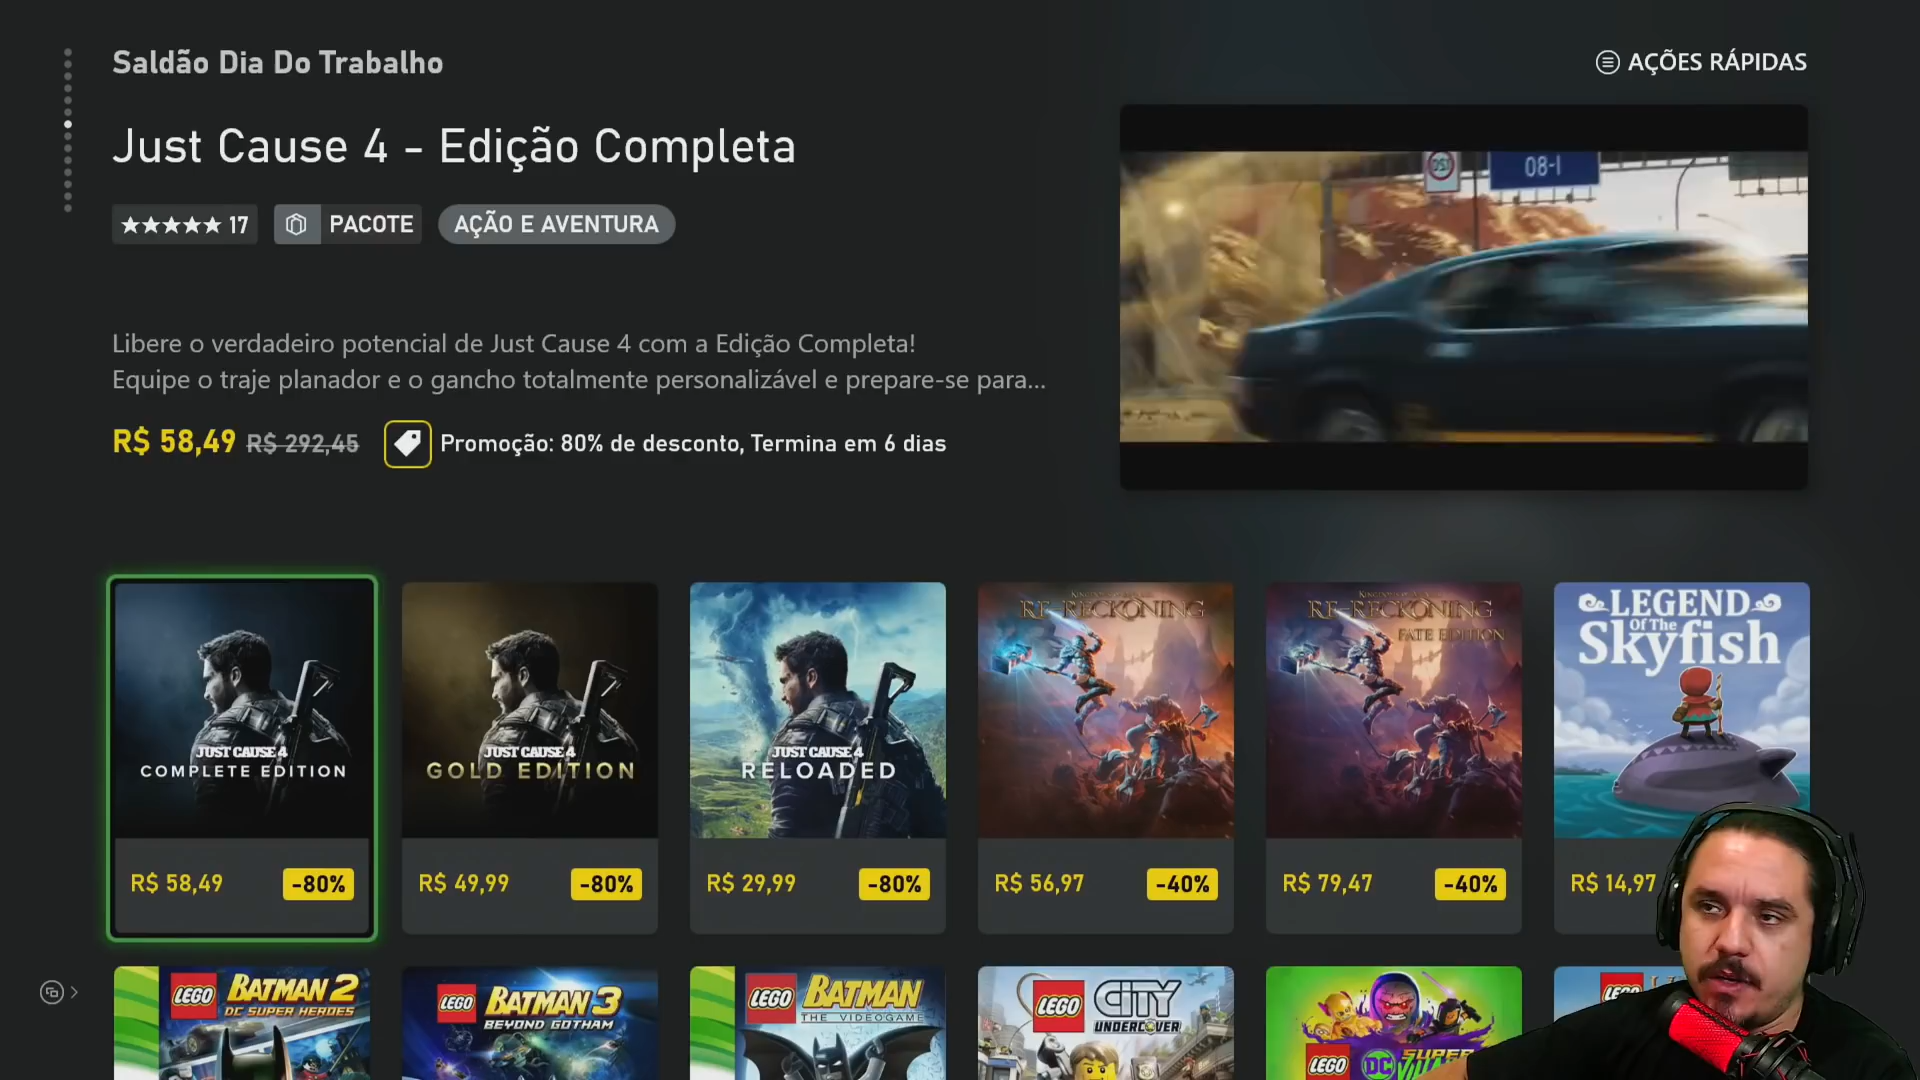 Saldão Dia Do Trabalho
AÇÕES RÁPIDAS
Just Cause 4 - Edição Completa
17
PACOTE
AÇÃO E AVENTURA
08-I
Libere o verdadeiro potencial de Just Cause 4 com a Edição Completa!
Equipe o traje planador e o gancho totalmente personalizável e prepare-se para...
R$ 58,49 R$ 292,45 Promoção: 80% de desconto, Termina em 6 dias
JUST CAUSE 4
COMPLETE EDITION
R$ 58,49 -80%
JUST CAUSE 4
GOLD EDITION
R$ 49,99 -80%
JUST CAUSE 4
RELOADED
R$ 29,99 -80%
RE-RECKONING
R$ 56,97 -40%
RE-RECKONING
FATE EDITION
R$ 79,47 -40%
LEGEND
Of The
Skyfish
R$ 14,97
LEGO BATMAN 2
DC SUPER HEROES
LEGO BATMAN 3
BEYOND GOTHAM
LEGO BATMAN
THE VIDEOGAME
LEGO CITY
UNDERCOVER
LEGO DC SUPER
LEGO